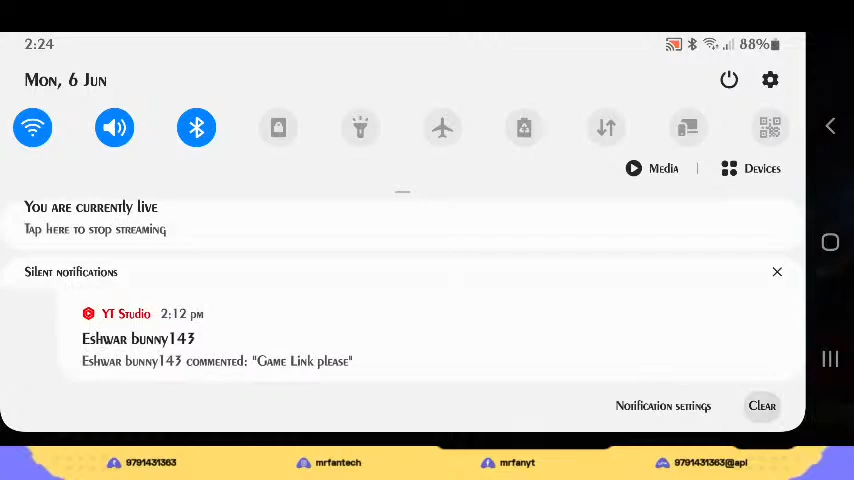 2:24
88%
Mon, 6 Jun
Media | Devices
You are currently live
Tap here to stop streaming
Silent notifications
YT Studio 2:12 pm
Eshwar bunny143
Eshwar bunny143 commented: "Game Link please"
Notification settings Clear
9791431363 mrfantech mrfanyt 9791431363@apl